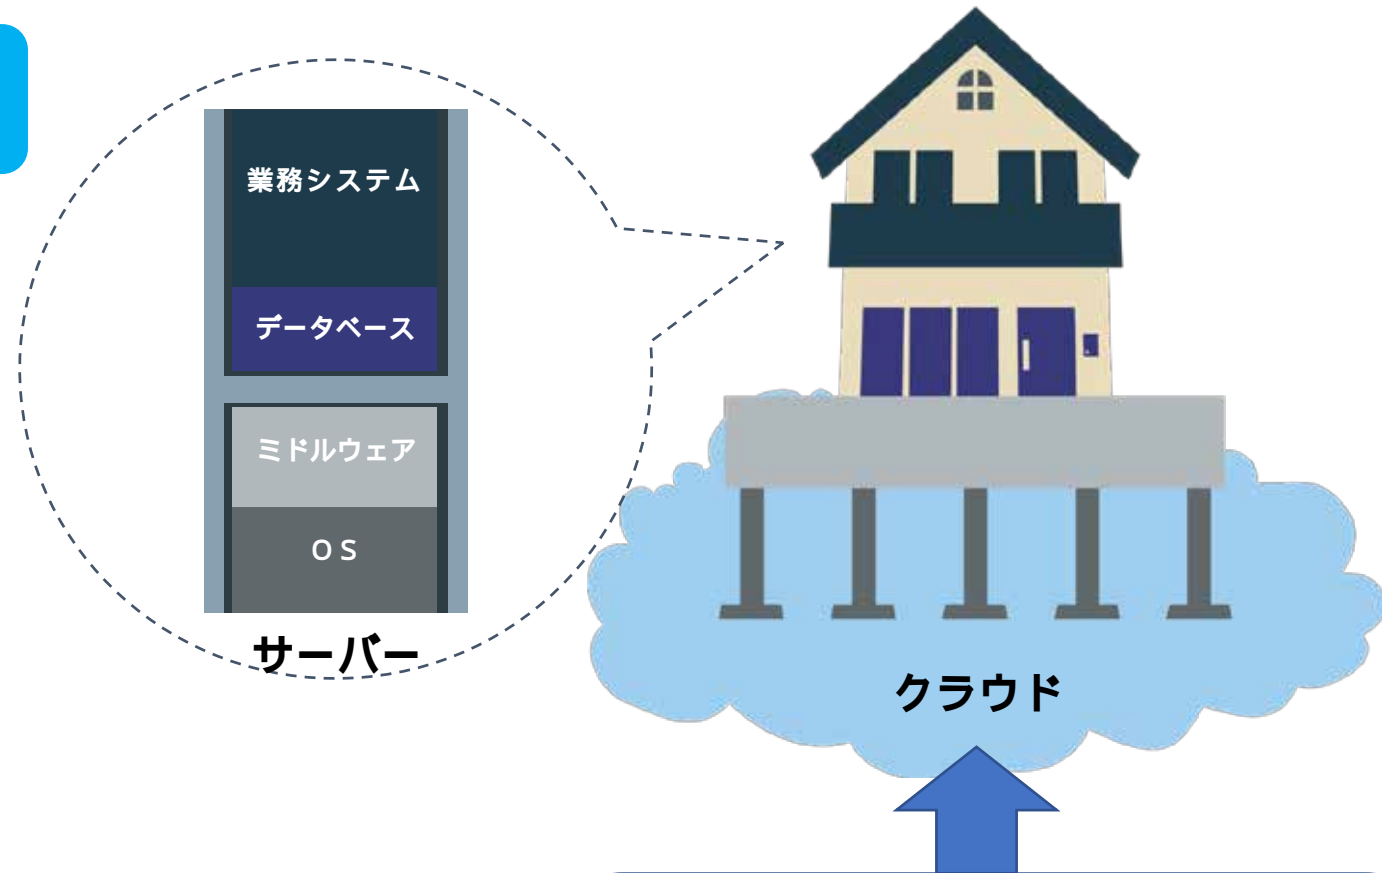 業務システム
データベース
ミドルウェア
ＯＳ
サーバー
クラウド